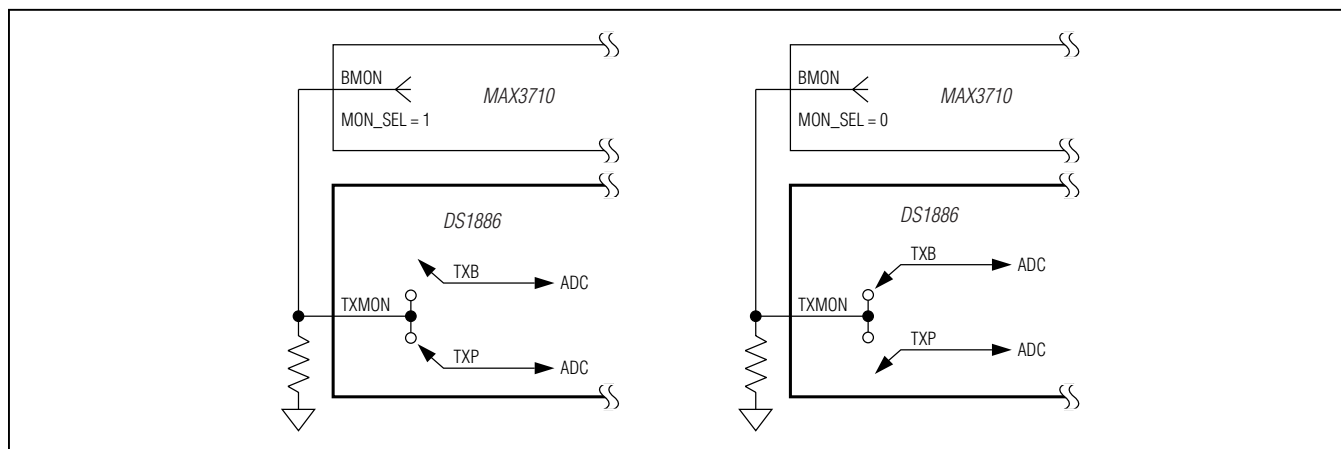 BMON
MAX3710
MON_SEL = 1
DS1886
TXB
ADC
TXMON
TXP
ADC
BMON
MAX3710
MON_SEL = 0
DS1886
TXB
ADC
TXMON
TXP
ADC